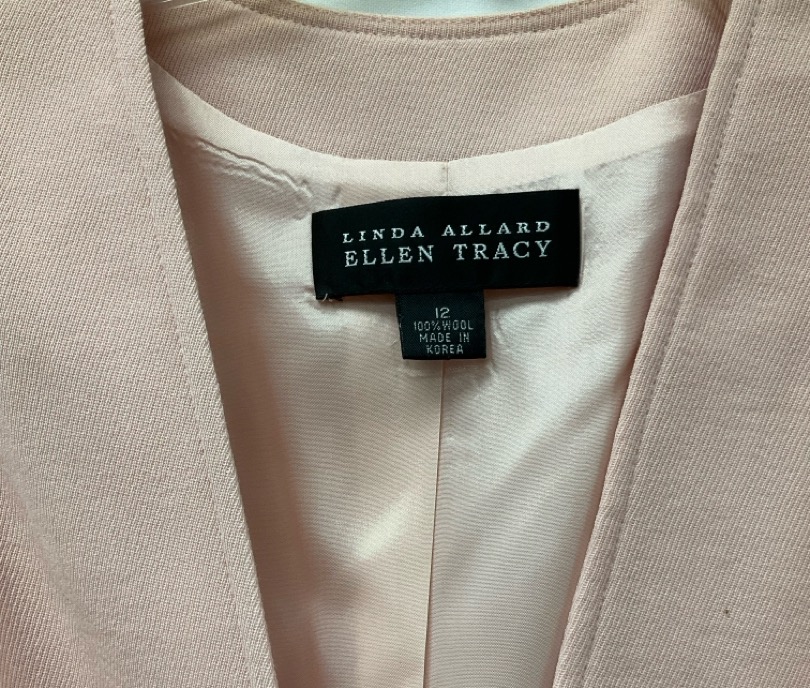 LINDA ALLARD
ELLEN TRACY
12
100% WOOL
MADE IN
KOREA